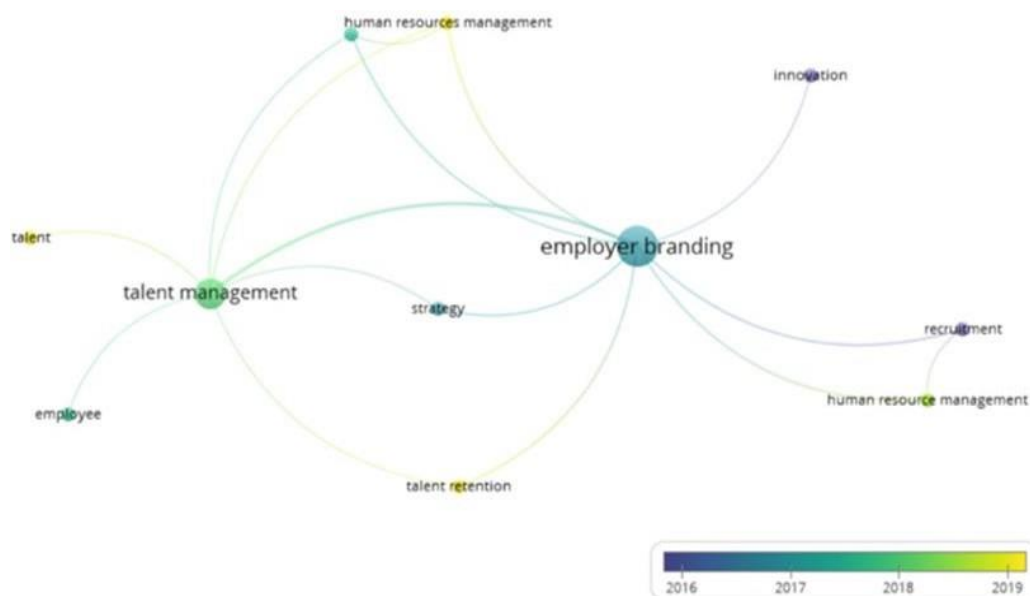 human resources management
innovation
talent
employer branding
talent management
strategy
recruitment
human resource management
employee
talent retention
2016 2017 2018 2019